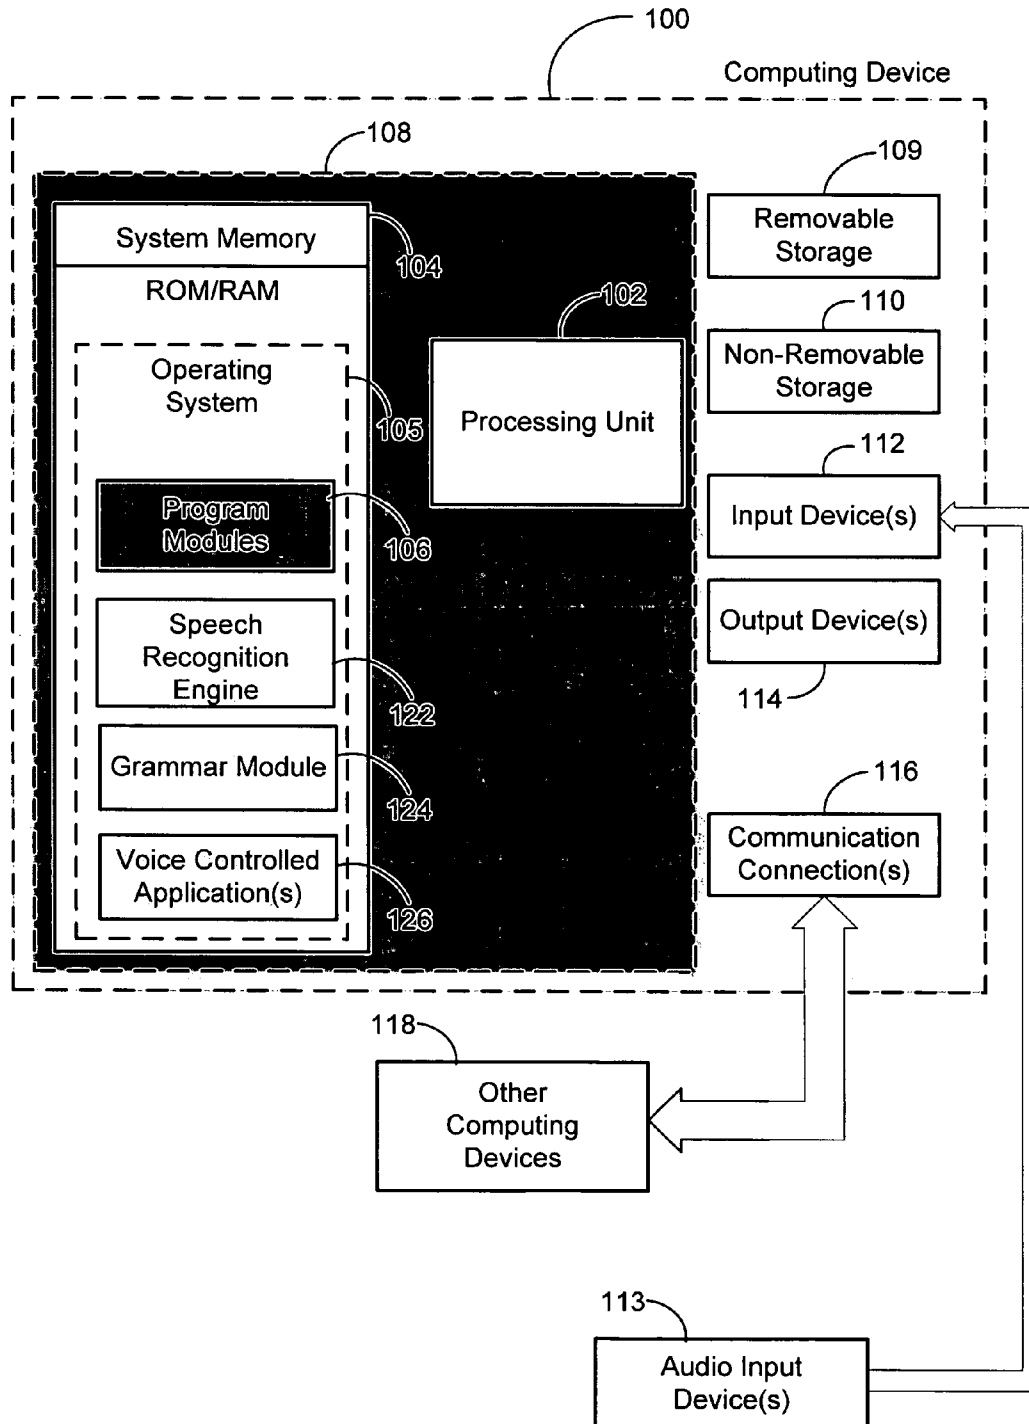 100
Computing Device
108
109
Removable
Storage
System Memory
104
ROM/RAM
102
110
Non-Removable
Storage
Operating
System
105
Processing Unit
112
Input Device(s)
Program
Modules
106
Output Device(s)
114
Speech
Recognition
Engine
122
Grammar Module
124
116
Communication
Connection(s)
Voice Controlled
Application(s)
126
118
Other
Computing
Devices
113
Audio Input
Device(s)